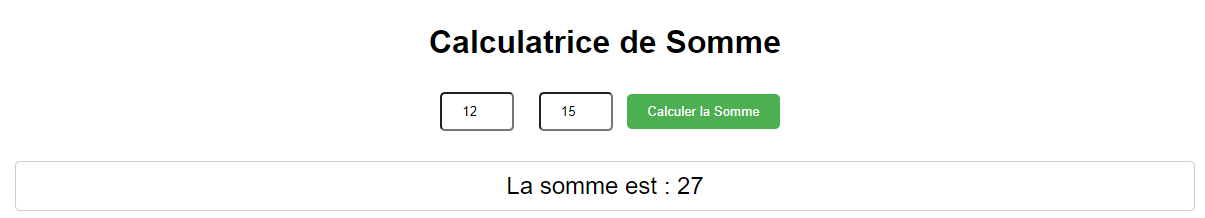 Calculatrice de Somme
12 15 Calculer la Somme
La somme est : 27